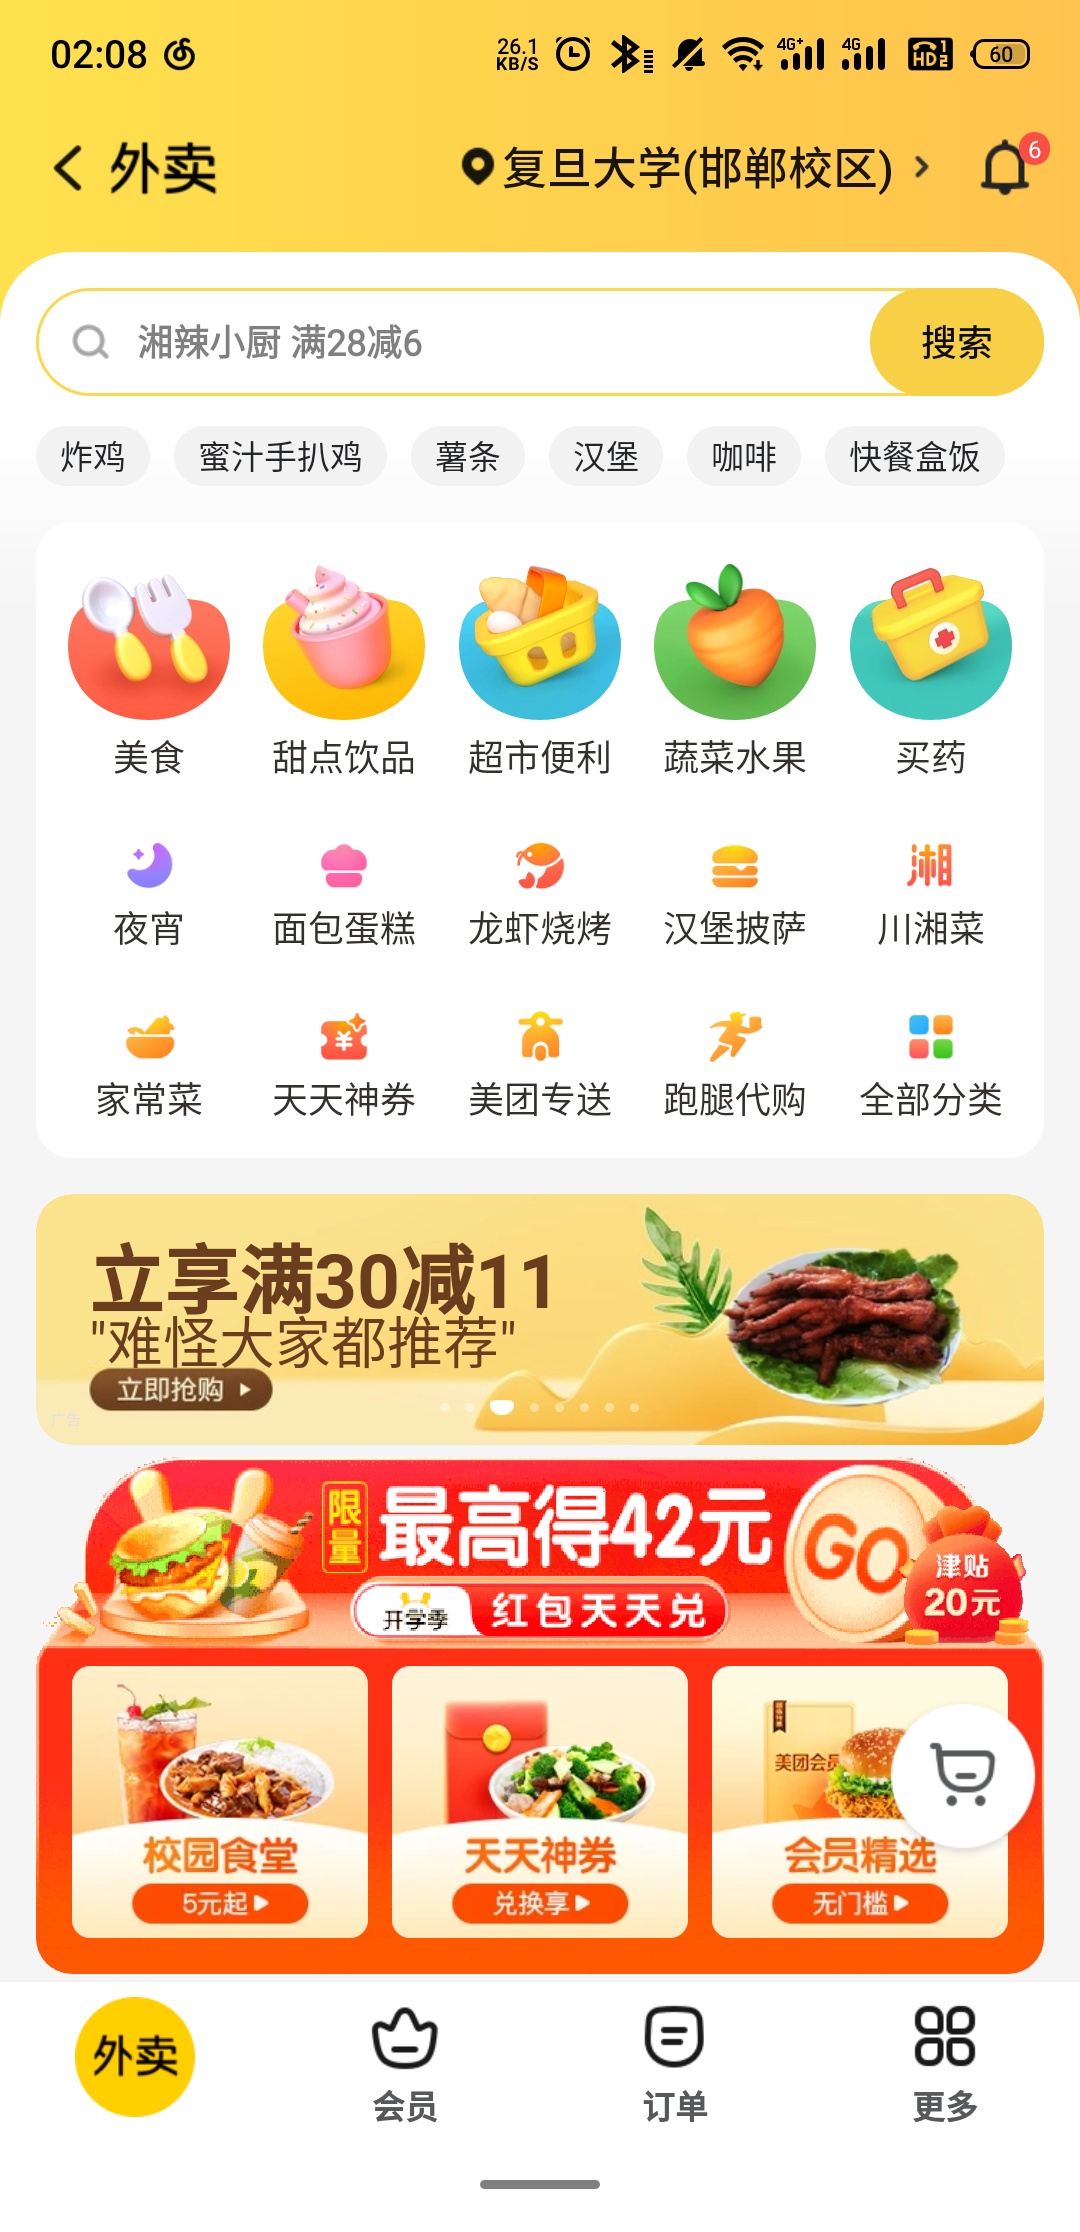 02:08
26.1
KB/S
4G+
4G
HD 1 2
60
外卖
复旦大学(邯郸校区)
6
湘辣小厨 满28减6
搜索
炸鸡 蜜汁手扒鸡 薯条 汉堡 咖啡 快餐盒饭
美食 甜点饮品 超市便利 蔬菜水果 买药
湘
夜宵 面包蛋糕 龙虾烧烤 汉堡披萨 川湘菜
¥
家常菜 天天神券 美团专送 跑腿代购 全部分类
立享满30减11
"难怪大家都推荐"
立即抢购
广告
限量
最高得42元
GO
津贴
20元
开学季
红包天天兑
美团会员
校园食堂 天天神券 会员精选
5元起 兑换享 无门槛
外卖
会员 订单 更多